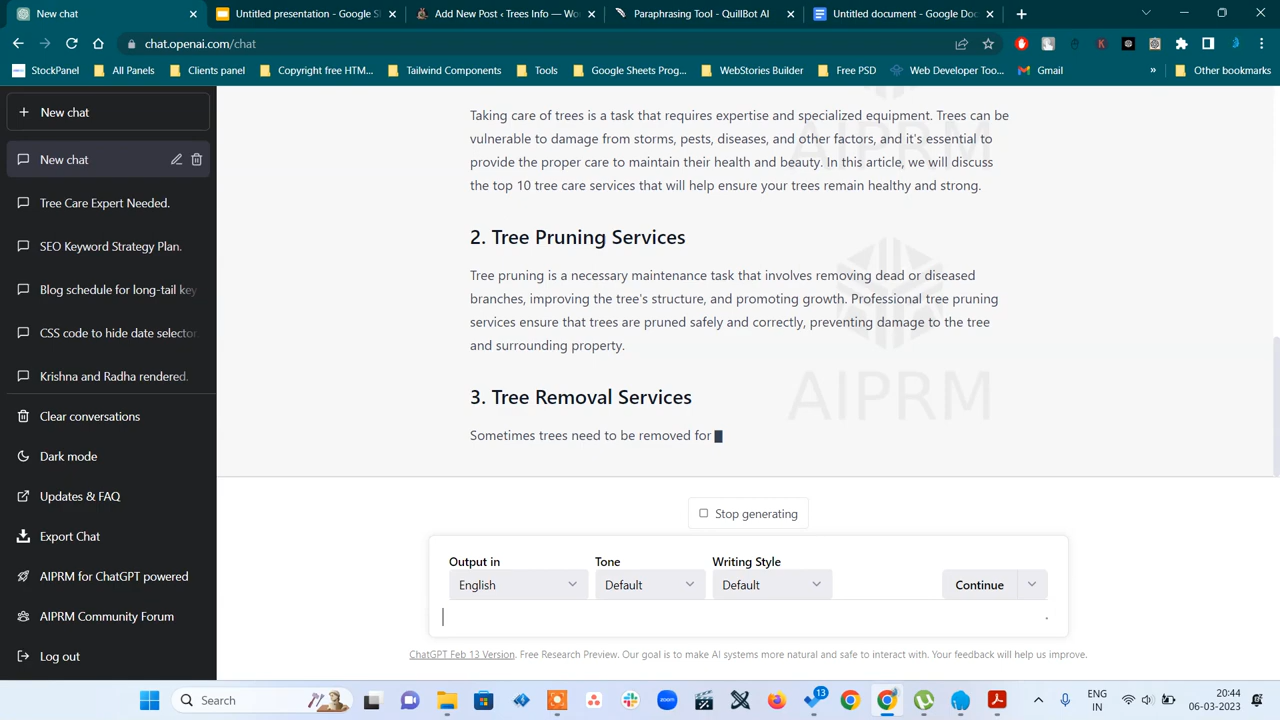 New chat
Untitled presentation - Google Sl
Add New Post ‹ Trees Info — Wo
Paraphrasing Tool - QuillBot AI
Untitled document - Google Doc
chat.openai.com/chat
StockPanel
All Panels
Clients panel
Copyright free HTM...
Tailwind Components
Tools
Google Sheets Prog...
WebStories Builder
Free PSD
Web Developer Too...
Gmail
»
Other bookmarks
New chat
New chat
Tree Care Expert Needed.
SEO Keyword Strategy Plan.
Blog schedule for long-tail key
CSS code to hide date selector
Krishna and Radha rendered.
Clear conversations
Dark mode
Updates & FAQ
Export Chat
AIPRM for ChatGPT powered
AIPRM Community Forum
Log out
Taking care of trees is a task that requires expertise and specialized equipment. Trees can be
vulnerable to damage from storms, pests, diseases, and other factors, and it's essential to
provide the proper care to maintain their health and beauty. In this article, we will discuss
the top 10 tree care services that will help ensure your trees remain healthy and strong.
AIPRM
2. Tree Pruning Services
Tree pruning is a necessary maintenance task that involves removing dead or diseased
branches, improving the tree's structure, and promoting growth. Professional tree pruning
services ensure that trees are pruned safely and correctly, preventing damage to the tree
and surrounding property.
3. Tree Removal Services
AIPRM
Sometimes trees need to be removed for
Stop generating
Output in
Tone
Writing Style
English
Default
Default
Continue
ChatGPT Feb 13 Version. Free Research Preview. Our goal is to make AI systems more natural and safe to interact with. Your feedback will help us improve.
Search
zoom
13
ENG
IN
20:44
06-03-2023